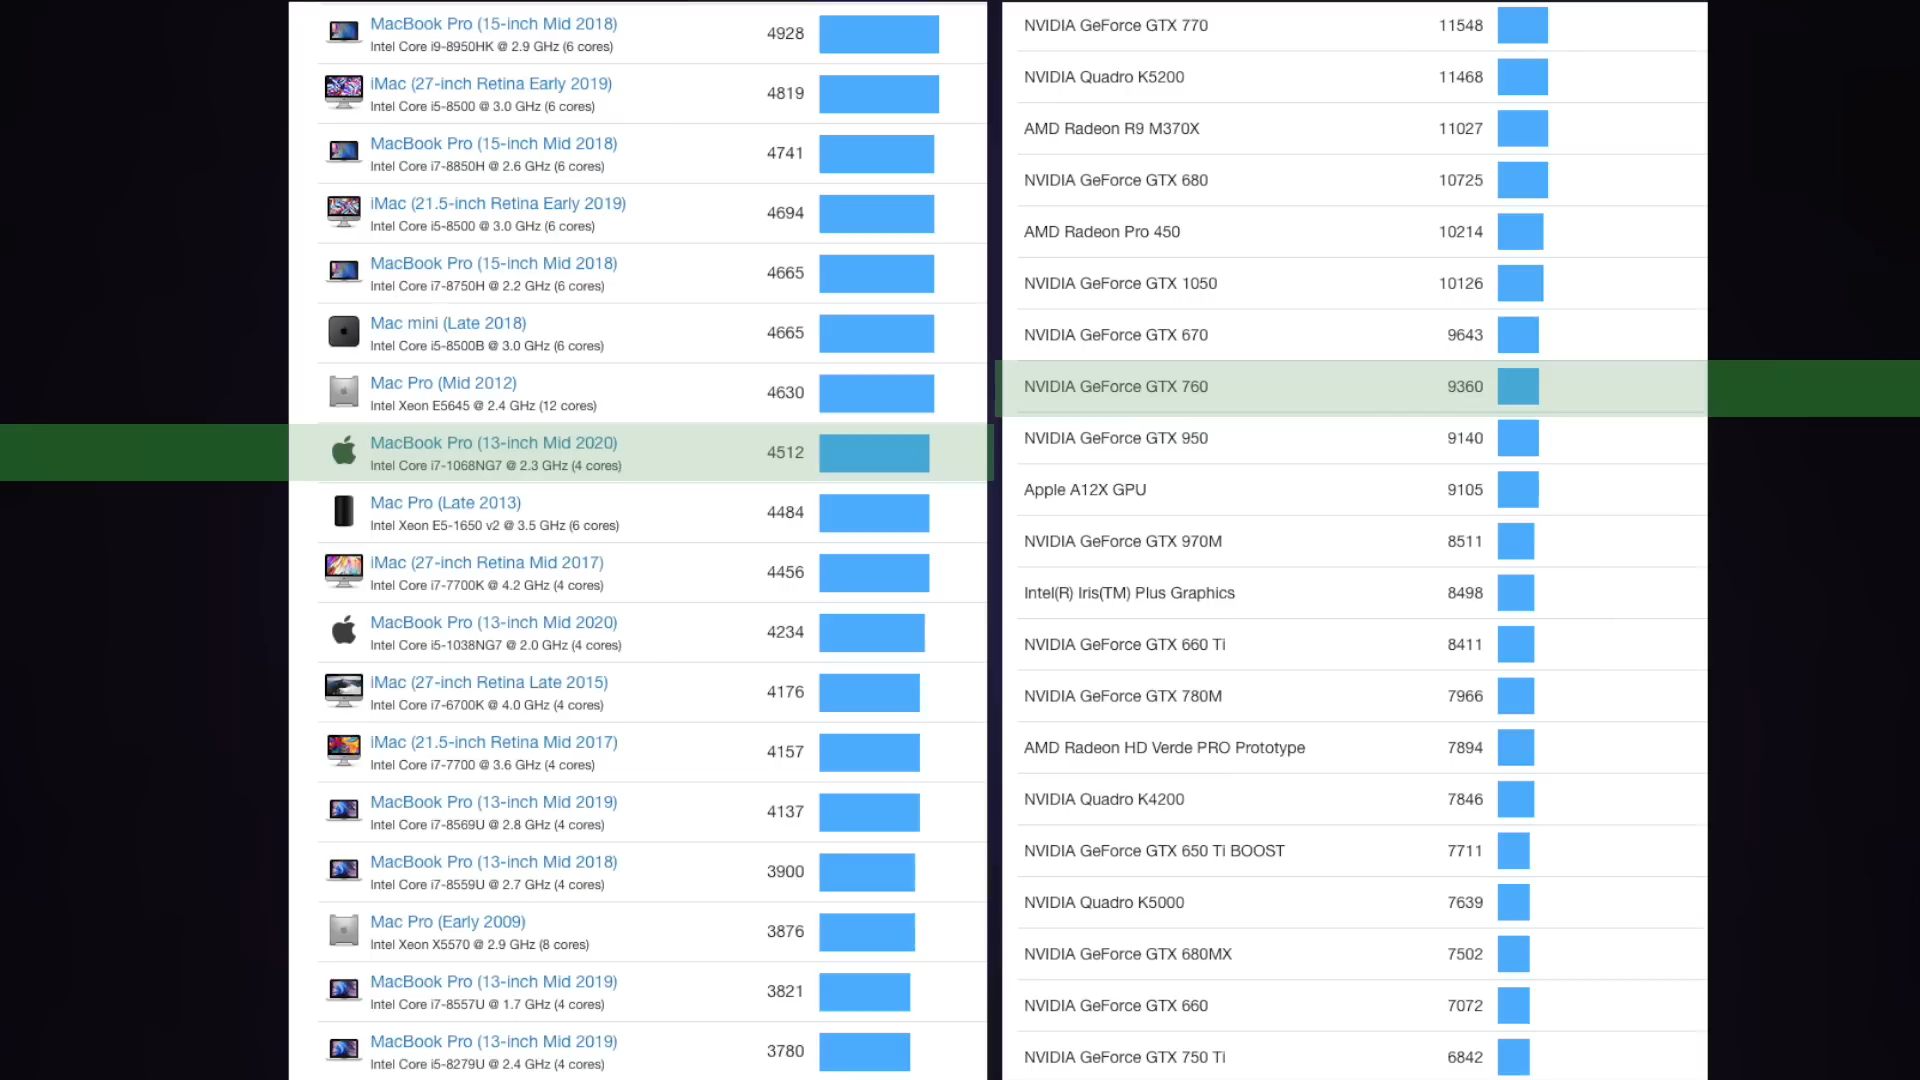 MacBook Pro (15-inch Mid 2018)
Intel Core i9-8950HK @ 2.9 GHz (6 cores)
4928
iMac (27-inch Retina Early 2019)
Intel Core i5-8500 @ 3.0 GHz (6 cores)
4819
MacBook Pro (15-inch Mid 2018)
Intel Core i7-8850H @ 2.6 GHz (6 cores)
4741
iMac (21.5-inch Retina Early 2019)
Intel Core i5-8500 @ 3.0 GHz (6 cores)
4694
MacBook Pro (15-inch Mid 2018)
Intel Core i7-8750H @ 2.2 GHz (6 cores)
4665
Mac mini (Late 2018)
Intel Core i5-8500B @ 3.0 GHz (6 cores)
4665
Mac Pro (Mid 2012)
Intel Xeon E5645 @ 2.4 GHz (12 cores)
4630
MacBook Pro (13-inch Mid 2020)
Intel Core i7-1068NG7 @ 2.3 GHz (4 cores)
4512
Mac Pro (Late 2013)
Intel Xeon E5-1650 v2 @ 3.5 GHz (6 cores)
4484
iMac (27-inch Retina Mid 2017)
Intel Core i7-7700K @ 4.2 GHz (4 cores)
4456
MacBook Pro (13-inch Mid 2020)
Intel Core i5-1038NG7 @ 2.0 GHz (4 cores)
4234
iMac (27-inch Retina Late 2015)
Intel Core i7-6700K @ 4.0 GHz (4 cores)
4176
iMac (21.5-inch Retina Mid 2017)
Intel Core i7-7700 @ 3.6 GHz (4 cores)
4157
MacBook Pro (13-inch Mid 2019)
Intel Core i7-8569U @ 2.8 GHz (4 cores)
4137
MacBook Pro (13-inch Mid 2018)
Intel Core i7-8559U @ 2.7 GHz (4 cores)
3900
Mac Pro (Early 2009)
Intel Xeon X5570 @ 2.9 GHz (8 cores)
3876
MacBook Pro (13-inch Mid 2019)
Intel Core i7-8557U @ 1.7 GHz (4 cores)
3821
MacBook Pro (13-inch Mid 2019)
Intel Core i5-8279U @ 2.4 GHz (4 cores)
3780
NVIDIA GeForce GTX 770 11548
NVIDIA Quadro K5200 11468
AMD Radeon R9 M370X 11027
NVIDIA GeForce GTX 680 10725
AMD Radeon Pro 450 10214
NVIDIA GeForce GTX 1050 10126
NVIDIA GeForce GTX 670 9643
NVIDIA GeForce GTX 760 9360
NVIDIA GeForce GTX 950 9140
Apple A12X GPU 9105
NVIDIA GeForce GTX 970M 8511
Intel(R) Iris(TM) Plus Graphics 8498
NVIDIA GeForce GTX 660 Ti 8411
NVIDIA GeForce GTX 780M 7966
AMD Radeon HD Verde PRO Prototype 7894
NVIDIA Quadro K4200 7846
NVIDIA GeForce GTX 650 Ti BOOST 7711
NVIDIA Quadro K5000 7639
NVIDIA GeForce GTX 680MX 7502
NVIDIA GeForce GTX 660 7072
NVIDIA GeForce GTX 750 Ti 6842